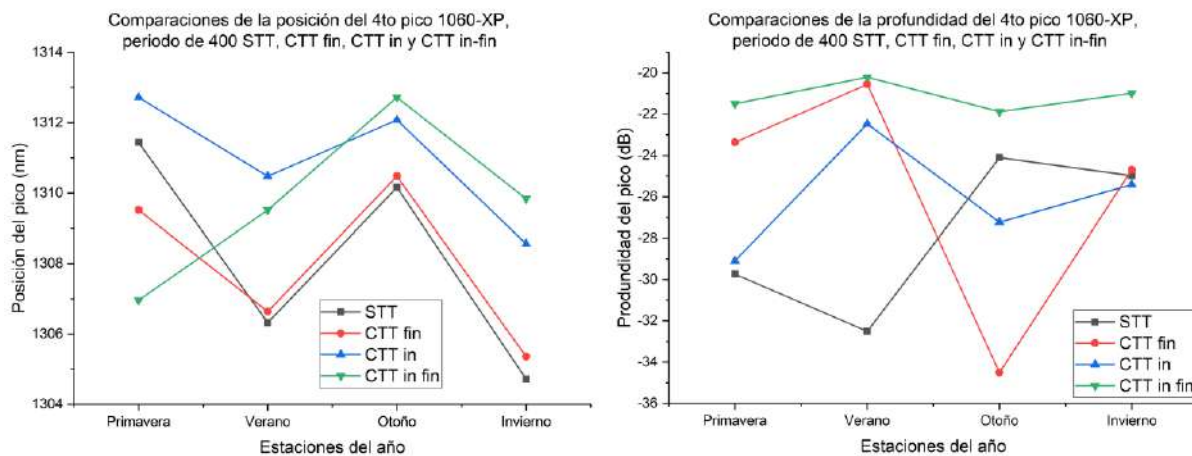 Comparaciones de la posición del 4to pico 1060-XP,
periodo de 400 STT, CTT fin, CTT in y CTT in-fin
1314
1312
1310
1308
1306
1304
Posición del pico (nm)
STT
CTT fin
CTT in
CTT in fin
Primavera
Verano
Otoño
Invierno
Estaciones del año
Comparaciones de la profundidad del 4to pico 1060-XP,
periodo de 400 STT, CTT fin, CTT in y CTT in-fin
-20
-22
-24
-26
-28
-30
-32
-34
-36
Produndidad del pico (dB)
STT
CTT fin
CTT in
CTT in fin
Primavera
Verano
Otoño
Invierno
Estaciones del año